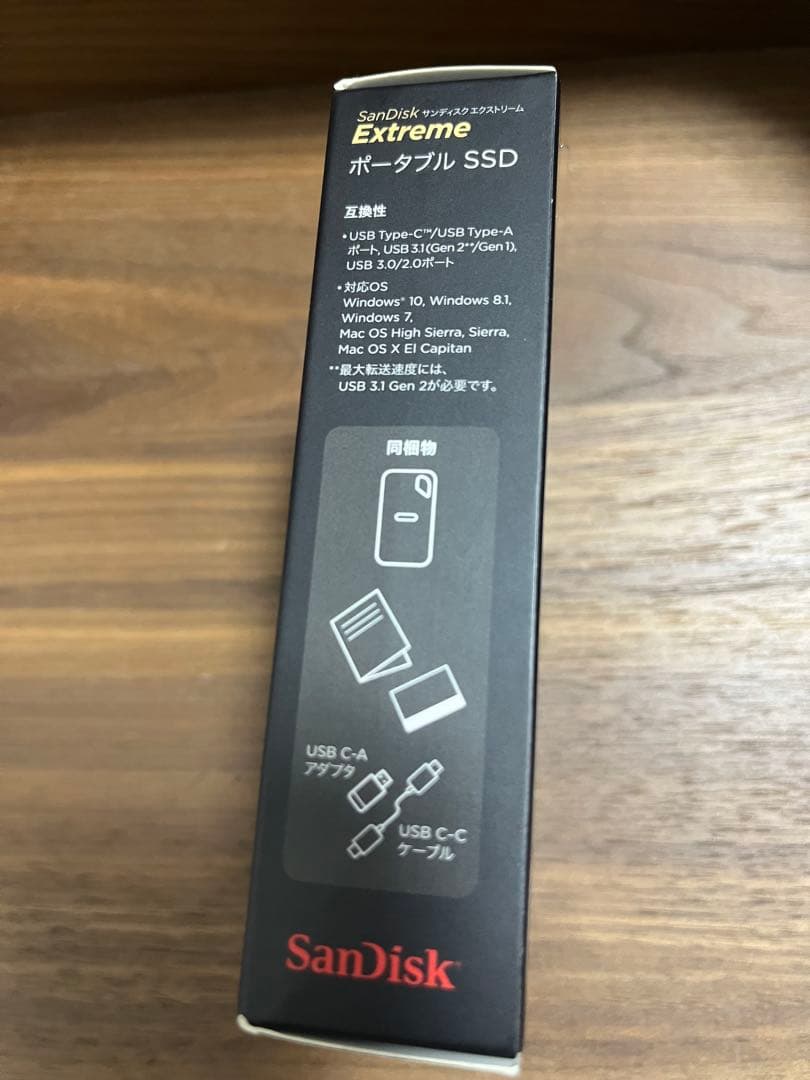 SanDisk サンディスク エクストリーム
Extreme
ポータブル SSD
互換性
•USB Type-C™/USB Type-A
ポート, USB 3.1(Gen 2**/Gen 1),
USB 3.0/2.0ポート
•対応OS
Windows® 10, Windows 8.1,
Windows 7,
Mac OS High Sierra, Sierra,
Mac OS X El Capitan
**最大転送速度には、
USB 3.1 Gen 2が必要です。
同梱物
USB C-A
アダプタ
USB C-C
ケーブル
SanDisk